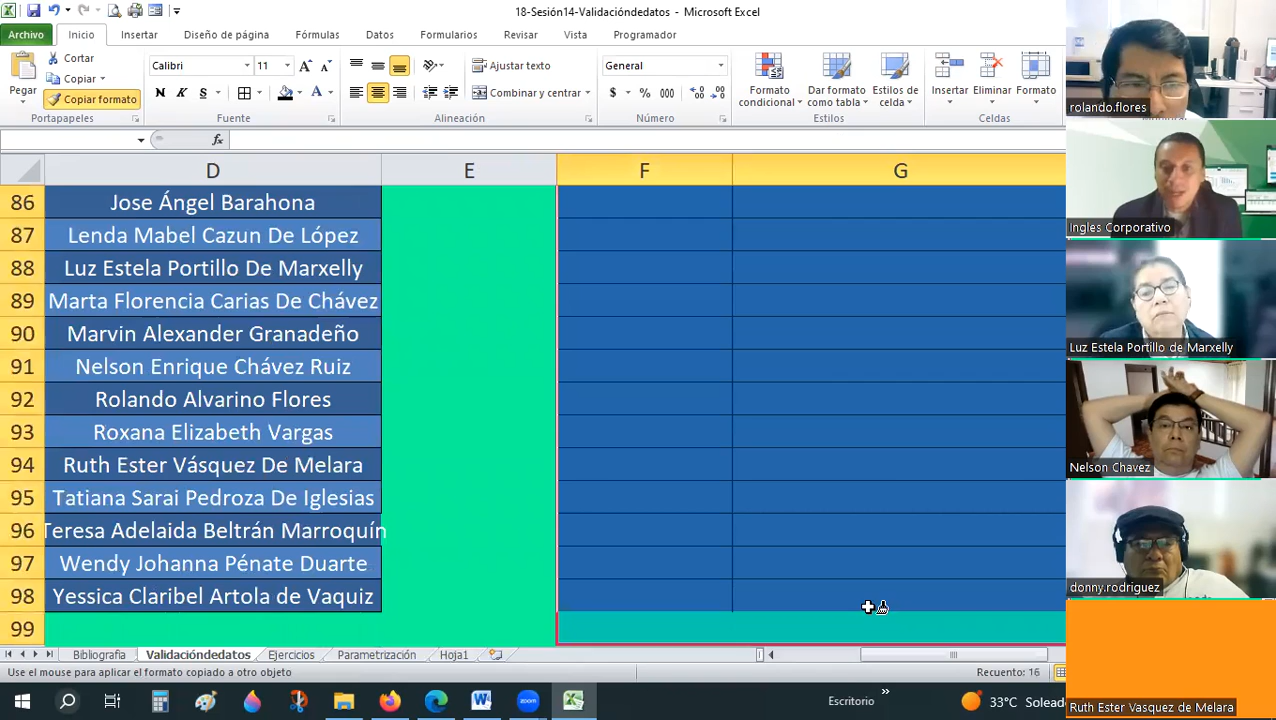 18-Sesión14-Validacióndedatos - Microsoft Excel
Archivo Inicio Insertar Diseño de página Fórmulas Datos Formularios Revisar Vista Programador
Pegar
Cortar
Copiar
Copiar formato
Portapapeles
Calibri 11
N K S
Fuente
Ajustar texto
Combinar y centrar
Alineación
General
$ % 000
Número
Formato condicional
Dar formato como tabla
Estilos de celda
Estilos
Insertar Eliminar Formato
Celdas
fx
D E F G
86 Jose Ángel Barahona
87 Lenda Mabel Cazun De López
88 Luz Estela Portillo De Marxelly
89 Marta Florencia Carias De Chávez
90 Marvin Alexander Granadeño
91 Nelson Enrique Chávez Ruiz
92 Rolando Alvarino Flores
93 Roxana Elizabeth Vargas
94 Ruth Ester Vásquez De Melara
95 Tatiana Sarai Pedroza De Iglesias
96 Teresa Adelaida Beltrán Marroquín
97 Wendy Johanna Pénate Duarte
98 Yessica Claribel Artola de Vaquiz
99
Bibliografia Validacióndedatos Ejercicios Parametrización Hoja1
Use el mouse para aplicar el formato copiado a otro objeto
Recuento: 16
Escritorio
33°C Solead
rolando.flores
Ingles Corporativo
Luz Estela Portillo de Marxelly
Nelson Chavez
donny.rodriguez
Ruth Ester Vasquez de Melara